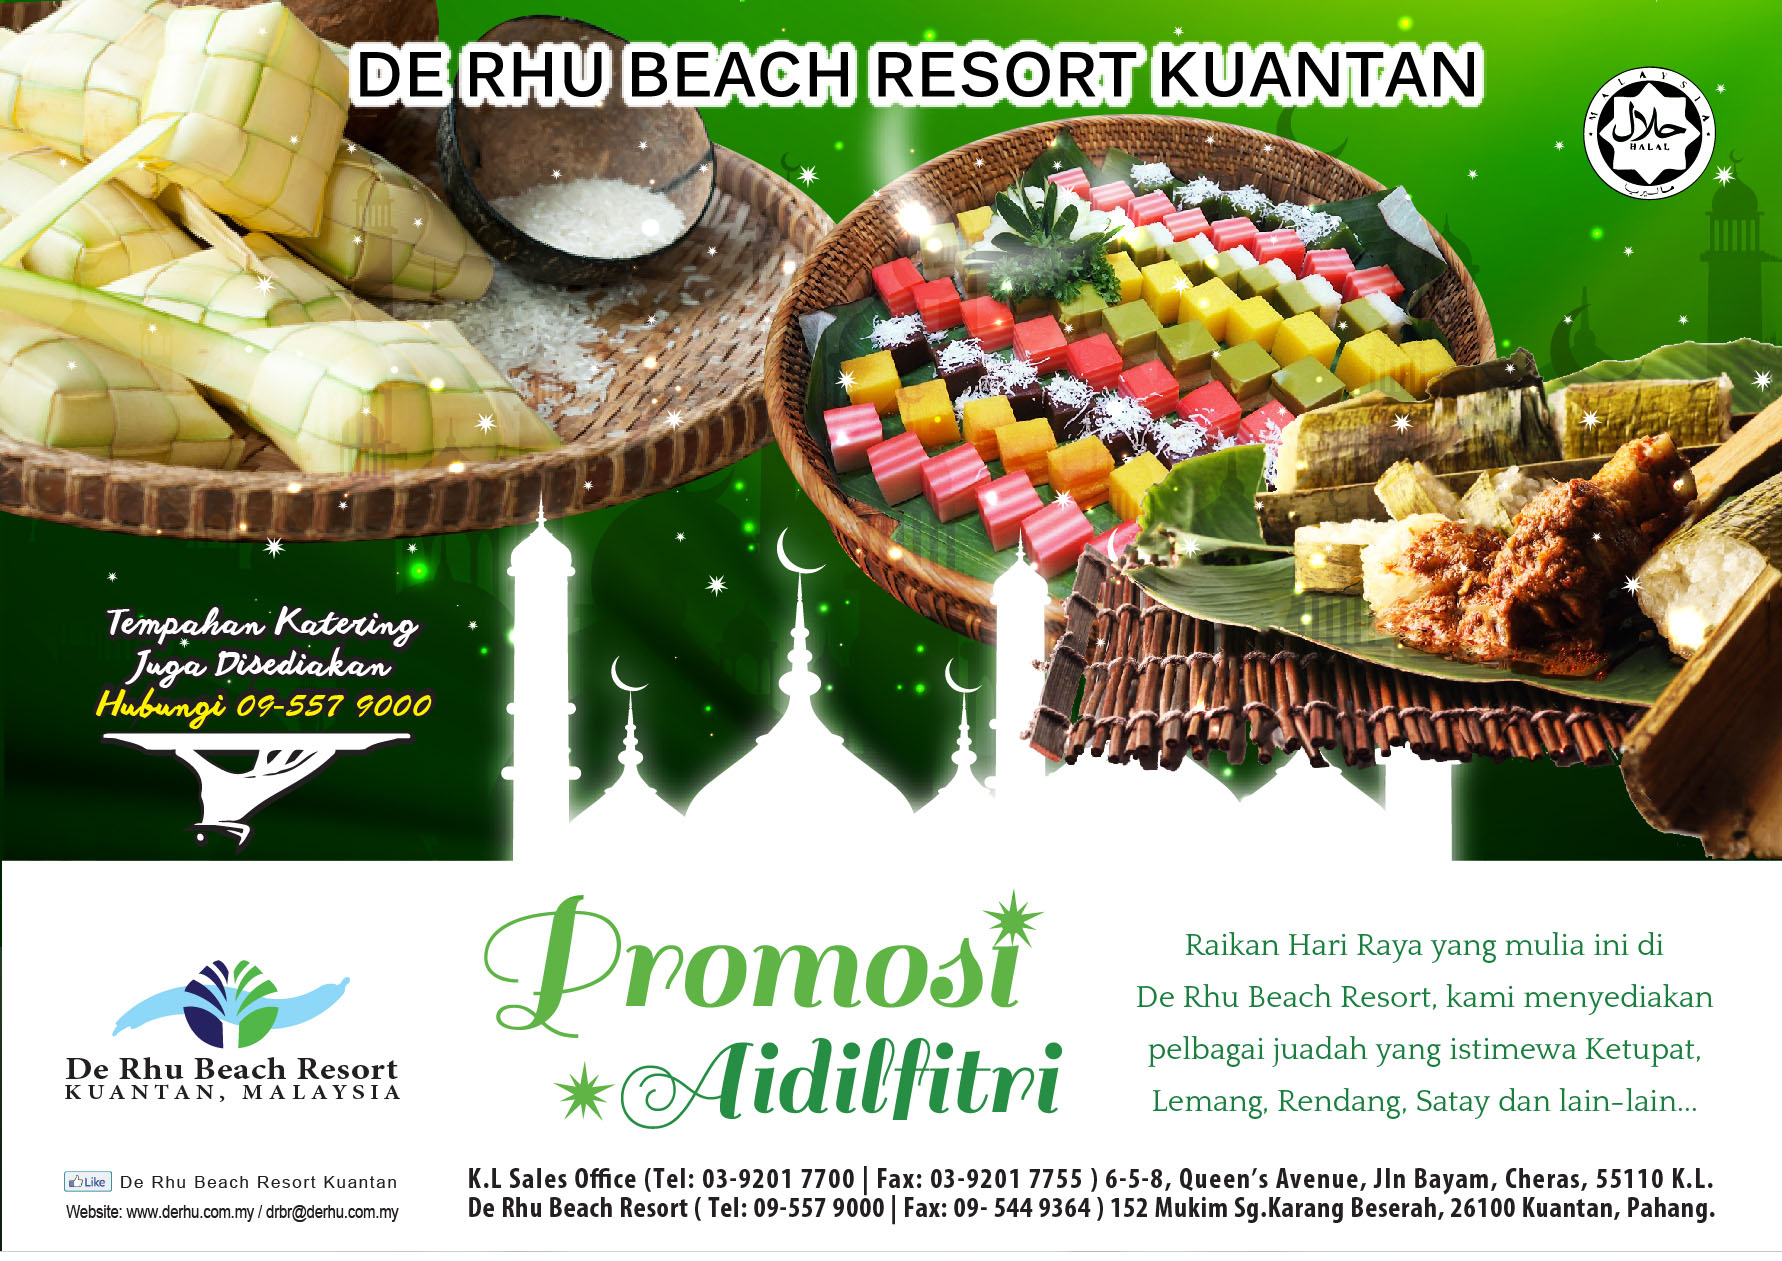 DE RHU BEACH RESORT KUANTAN
MALAYSIA
حلال
HALAL
ماليزيا
Tempahan Katering
Juga Disediakan
Hubungi 09-557 9000
Promosi
Aidilfitri
Raikan Hari Raya yang mulia ini di
De Rhu Beach Resort, kami menyediakan
pelbagai juadah yang istimewa Ketupat,
Lemang, Rendang, Satay dan lain-lain...
De Rhu Beach Resort
KUANTAN, MALAYSIA
Like De Rhu Beach Resort Kuantan
Website: www.derhu.com.my / drbr@derhu.com.my
K.L Sales Office (Tel: 03-9201 7700 | Fax: 03-9201 7755 ) 6-5-8, Queen's Avenue, Jln Bayam, Cheras, 55110 K.L.
De Rhu Beach Resort ( Tel: 09-557 9000 | Fax: 09- 544 9364 ) 152 Mukim Sg.Karang Beserah, 26100 Kuantan, Pahang.